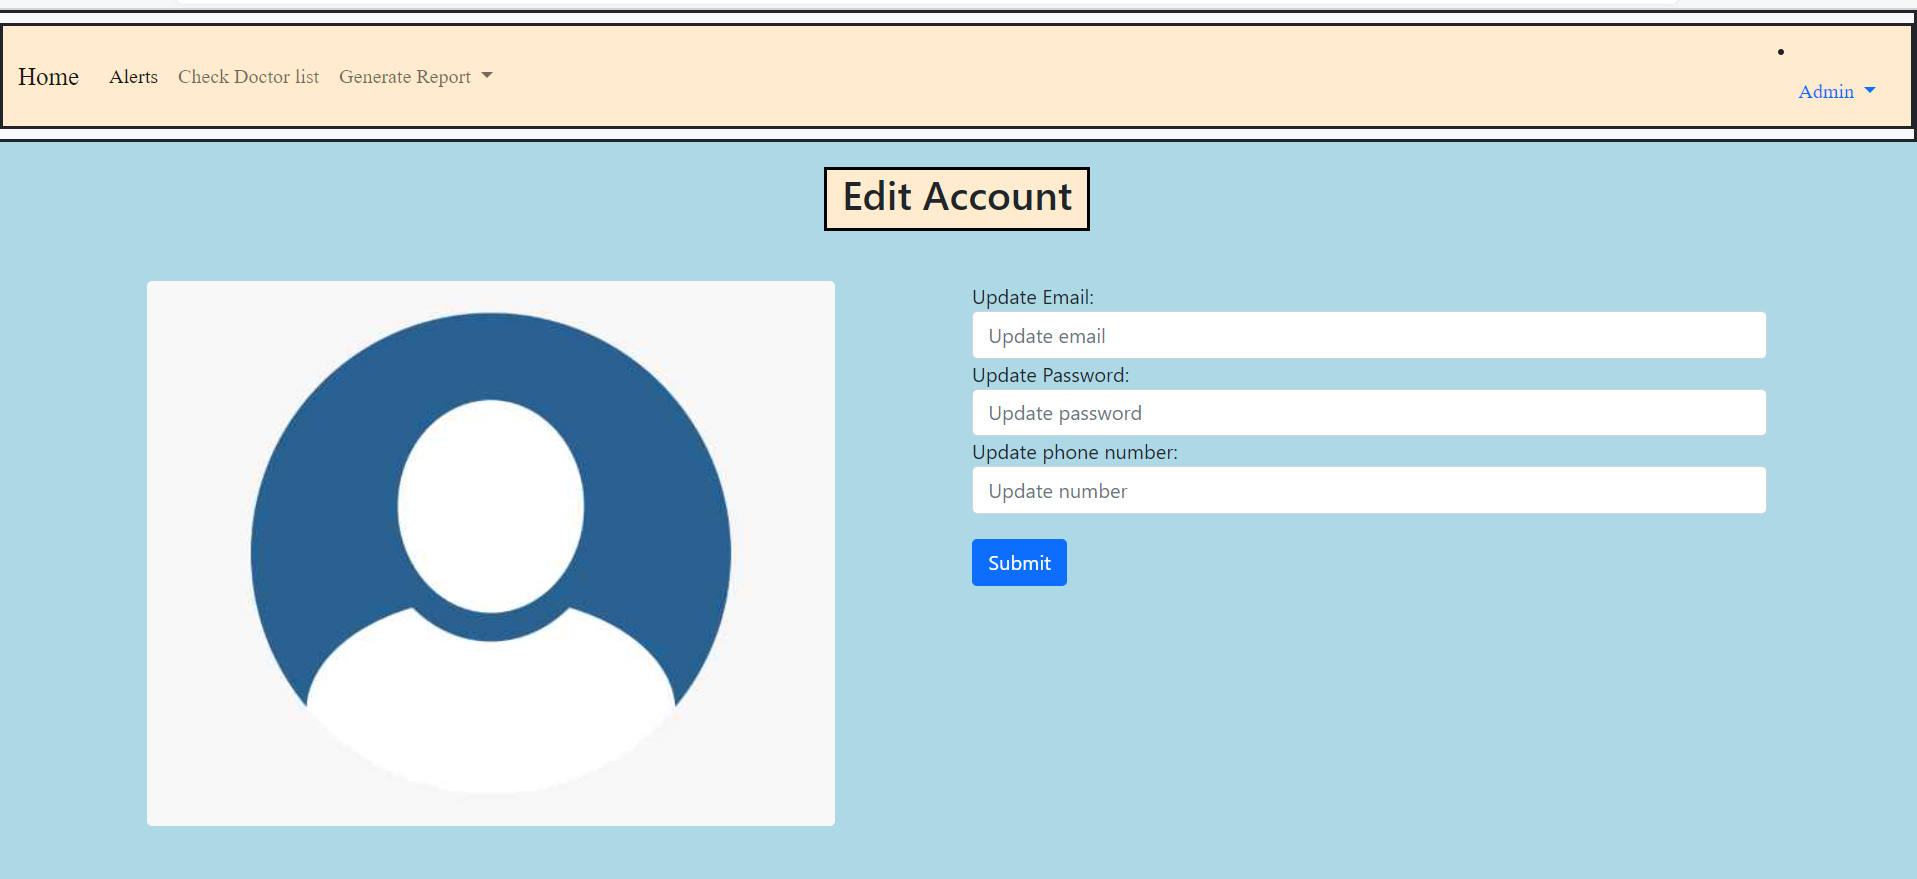 Home Alerts Check Doctor list Generate Report
Admin
Edit Account
Update Email:
Update email
Update Password:
Update password
Update phone number:
Update number
Submit